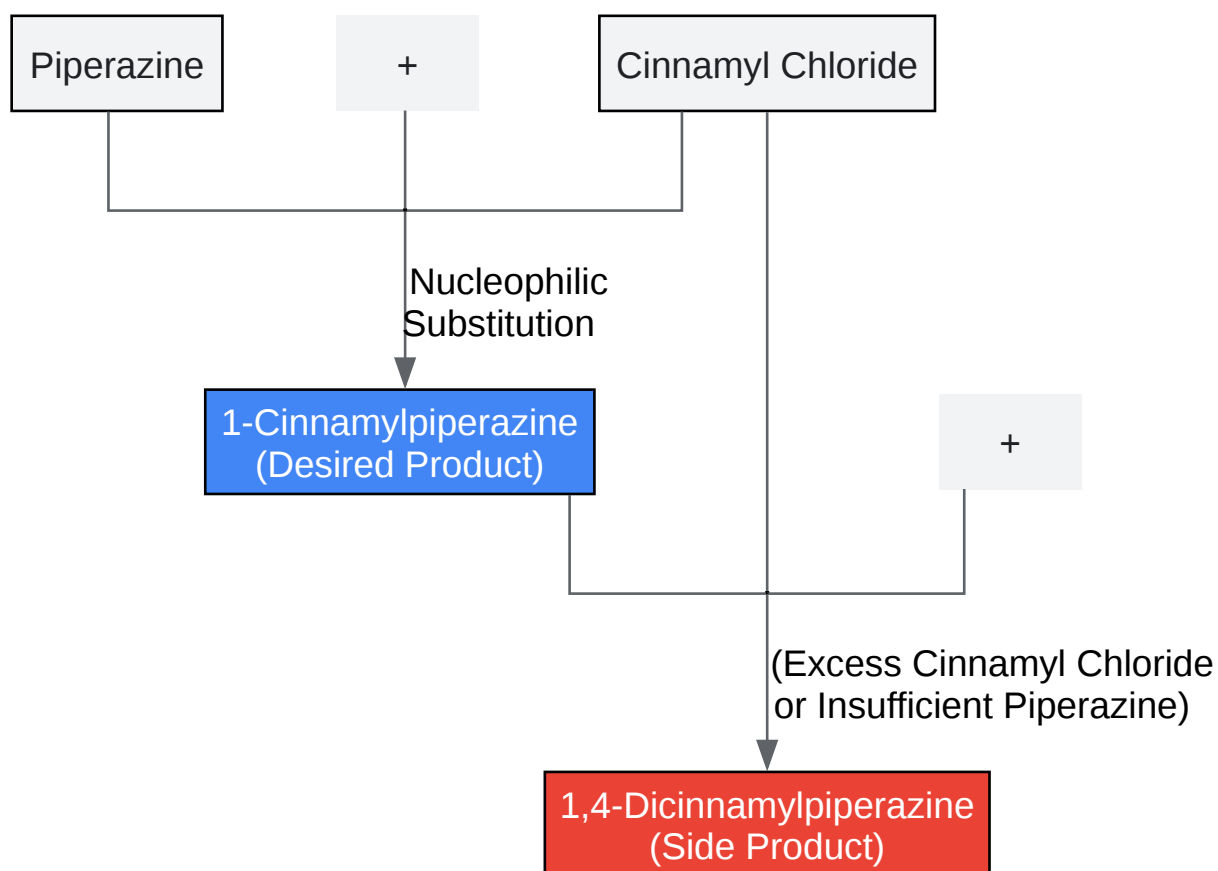 Piperazine
+
Cinnamyl Chloride
Nucleophilic
Substitution
1-Cinnamylpiperazine
(Desired Product)
+
(Excess Cinnamyl Chloride
or Insufficient Piperazine)
1,4-Dicinnamylpiperazine
(Side Product)